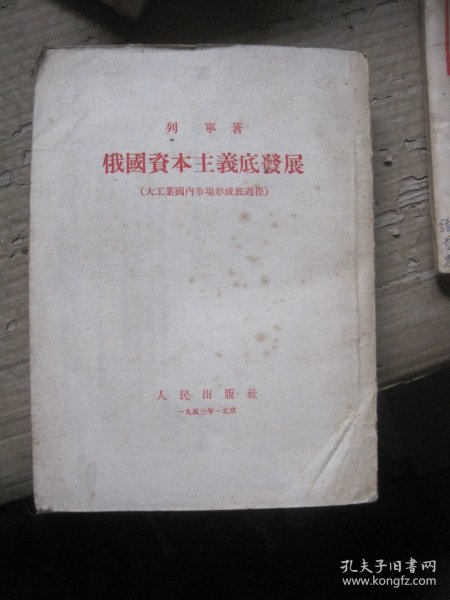 列 寧 著
俄國資本主義底發展
(大工業國內市場形成底過程)
人民出版社
一九五三年·北京
孔夫子旧书网
www.kongfz.com